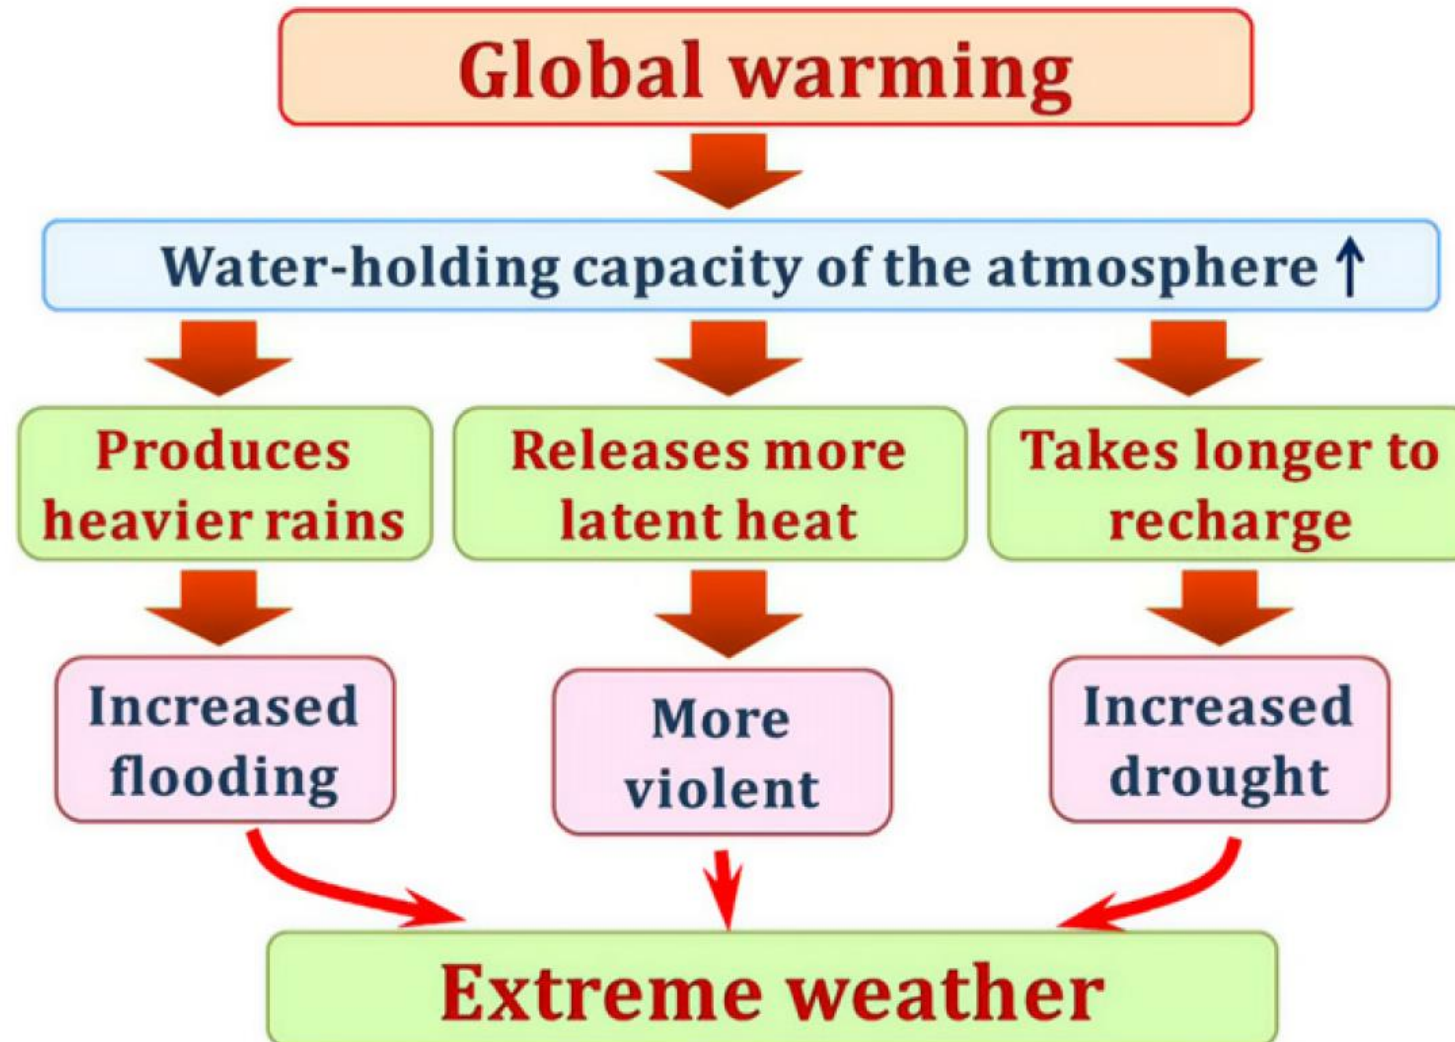 Global warming
Water-holding capacity of the atmosphere ↑
Produces
heavier rains
Releases more
latent heat
Takes longer to
recharge
Increased
flooding
More
violent
Increased
drought
Extreme weather